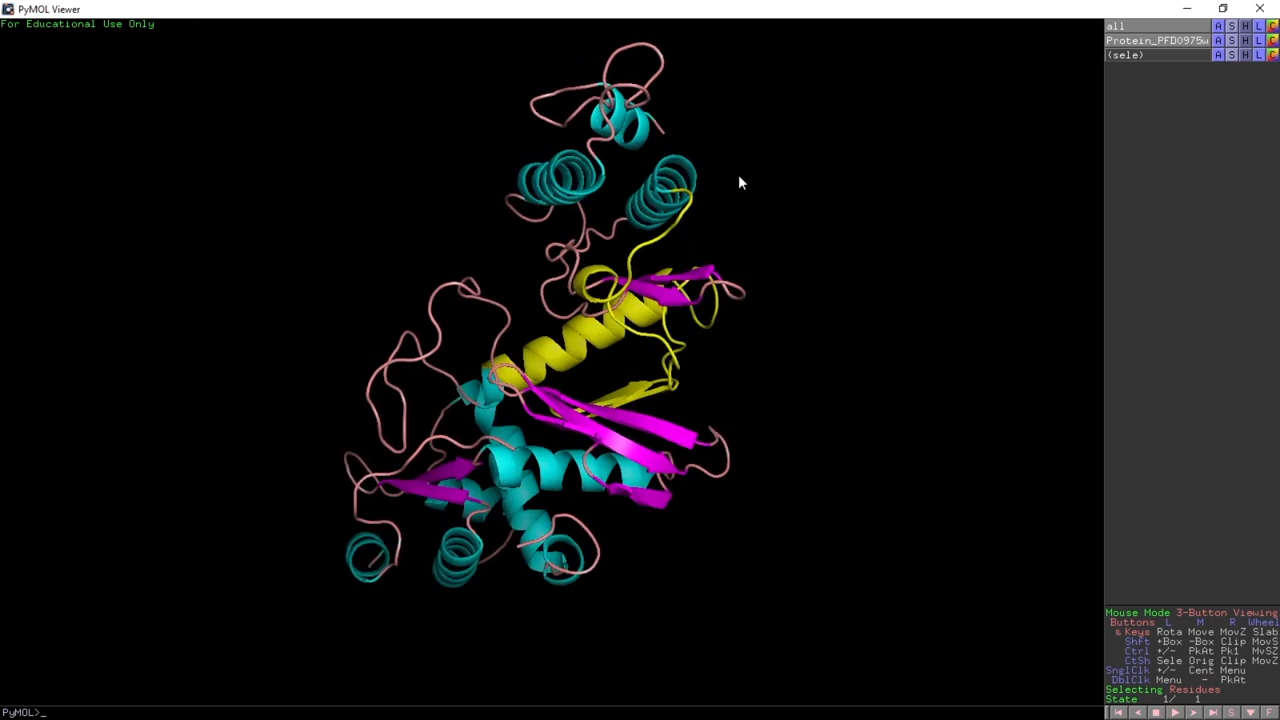 PyMOL Viewer
For Educational Use Only
all A S H L C
Protein_PFD0975w A S H L C
(sele) A S H L C
Mouse Mode 3-Button Viewing
Buttons L M R Wheel
& Keys Rota Move MovZ Slab
Shft +Box -Box Clip MovS
Ctrl +/- PkAt Pk1 MvSZ
CtSh Sele Orig Clip MovZ
SnglClk +/- Cent Menu
DblClk Menu - PkAt
Selecting Residues
State 1/ 1
PyMOL>_ S F